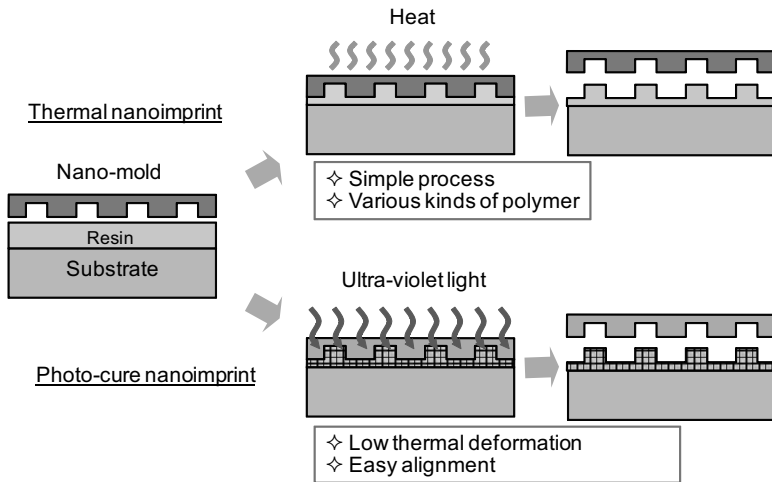 Heat
Thermal nanoimprint
Nano-mold
Resin
Substrate
✧ Simple process
✧ Various kinds of polymer
Ultra-violet light
Photo-cure nanoimprint
✧ Low thermal deformation
✧ Easy alignment